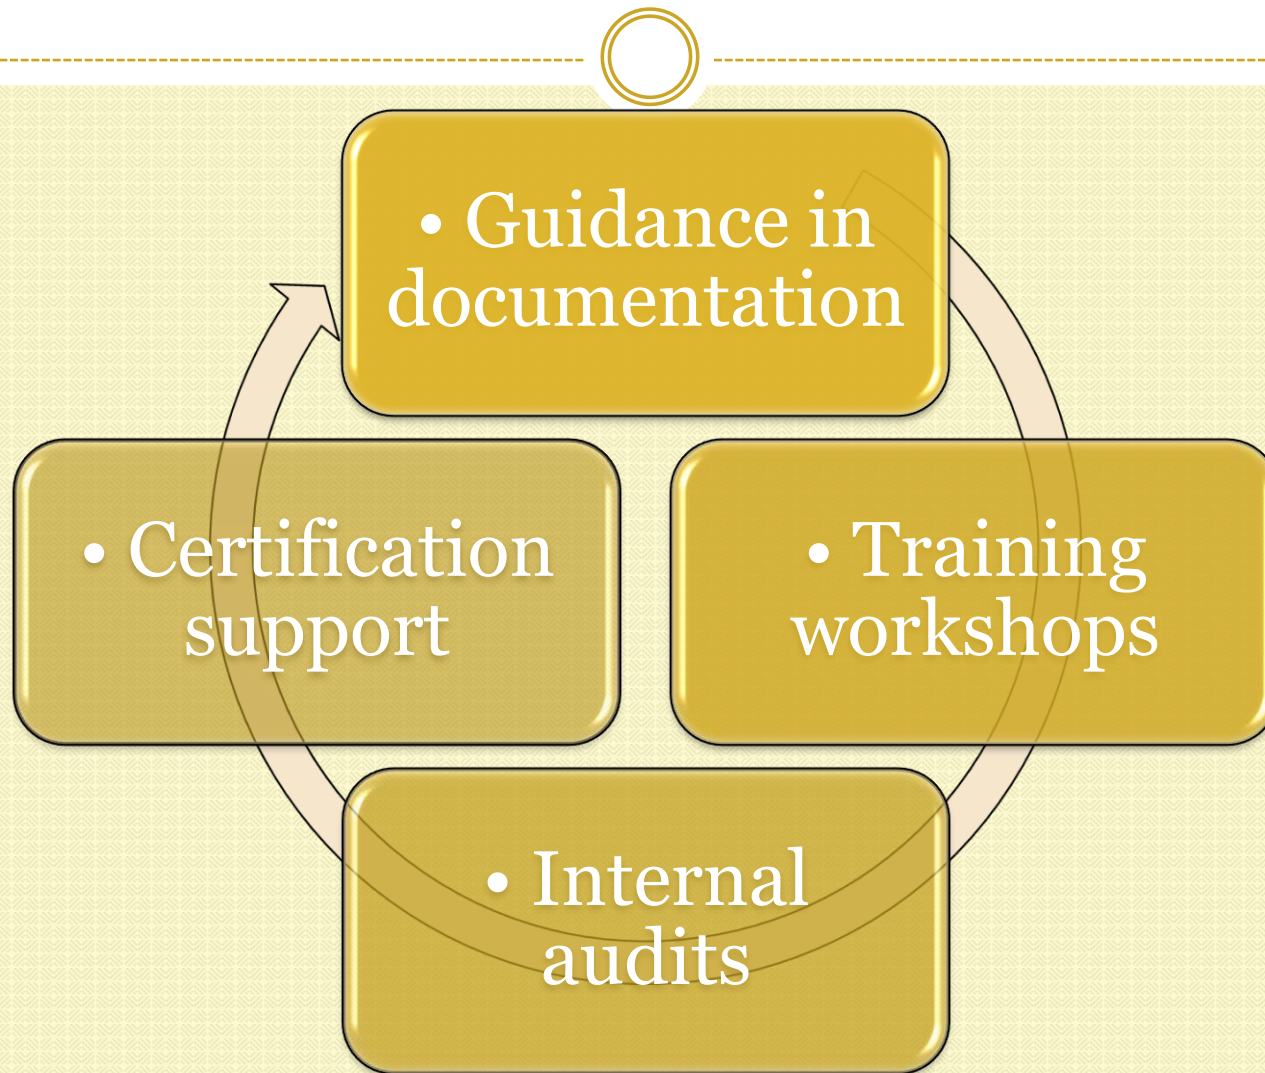 • Guidance in
documentation
• Training
workshops
• Internal
audits
• Certification
support